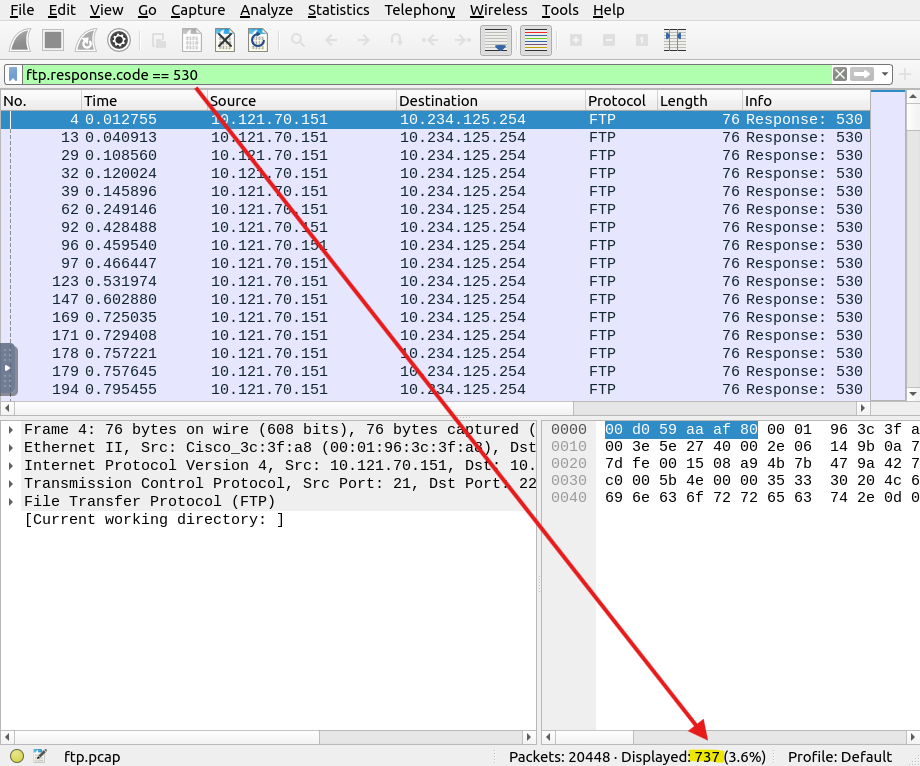 File Edit View Go Capture Analyze Statistics Telephony Wireless Tools Help
ftp.response.code == 530
No. Time Source Destination Protocol Length Info
4 0.012755 10.121.70.151 10.234.125.254 FTP 76 Response: 530
13 0.040913 10.121.70.151 10.234.125.254 FTP 76 Response: 530
29 0.108560 10.121.70.151 10.234.125.254 FTP 76 Response: 530
32 0.120024 10.121.70.151 10.234.125.254 FTP 76 Response: 530
39 0.145896 10.121.70.151 10.234.125.254 FTP 76 Response: 530
62 0.249146 10.121.70.151 10.234.125.254 FTP 76 Response: 530
92 0.428488 10.121.70.151 10.234.125.254 FTP 76 Response: 530
96 0.459540 10.121.70.151 10.234.125.254 FTP 76 Response: 530
97 0.466447 10.121.70.151 10.234.125.254 FTP 76 Response: 530
123 0.531974 10.121.70.151 10.234.125.254 FTP 76 Response: 530
147 0.602880 10.121.70.151 10.234.125.254 FTP 76 Response: 530
169 0.725035 10.121.70.151 10.234.125.254 FTP 76 Response: 530
171 0.729408 10.121.70.151 10.234.125.254 FTP 76 Response: 530
178 0.757221 10.121.70.151 10.234.125.254 FTP 76 Response: 530
179 0.757645 10.121.70.151 10.234.125.254 FTP 76 Response: 530
194 0.795455 10.121.70.151 10.234.125.254 FTP 76 Response: 530
Frame 4: 76 bytes on wire (608 bits), 76 bytes captured (
Ethernet II, Src: Cisco_3c:3f:a8 (00:01:96:3c:3f:a8), Dst
Internet Protocol Version 4, Src: 10.121.70.151, Dst: 10.
Transmission Control Protocol, Src Port: 21, Dst Port: 22
File Transfer Protocol (FTP)
[Current working directory: ]
0000 00 d0 59 aa af 80 00 01 96 3c 3f a
0010 00 3e 5e 27 40 00 2e 06 14 9b 0a 7
0020 7d fe 00 15 08 a9 4b 7b 47 9a 42 7
0030 c0 00 5b 4e 00 00 35 33 30 20 4c 6
0040 69 6e 63 6f 72 72 65 63 74 2e 0d 0
ftp.pcap Packets: 20448 · Displayed: 737 (3.6%) Profile: Default